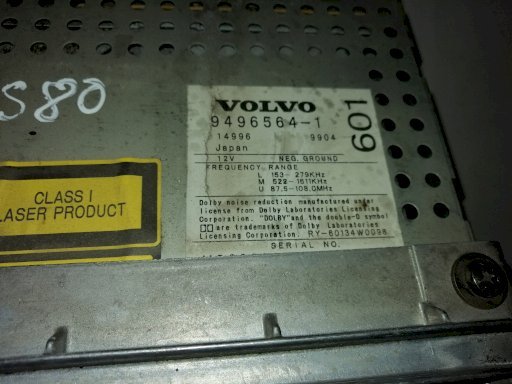 S80
VOLVO
9496564-1
14996 9904
Japan
601
12V NEG. GROUND
FREQUENCY RANGE
L 153-279KHz
M 522-1611KHz
U 87.5-108.0MHz
CLASS I
LASER PRODUCT
Dolby noise reduction manufactured under
license from Dolby Laboratories Licensing
Corporation. "DOLBY" and the double-D symbol
are trademarks of Dolby Laboratories
Licensing Corporation. RY-60134W0098
SERIAL NO.